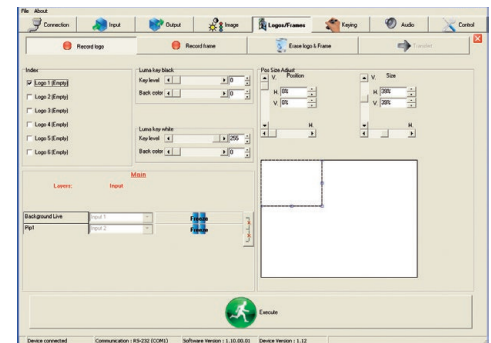 File About
Connection Input Output Image Logos/Frames Keying Audio Control
Record logo Record frame Erase logo & Frame Transfer
Index
Logo 1 (Empty)
Logo 2 (Empty)
Logo 3 (Empty)
Logo 4 (Empty)
Logo 5 (Empty)
Logo 6 (Empty)
Luma key black
Key level 0
Back color 0
Luma key white
Key level 255
Back color 0
Pos Size Adjust
V. Position
H. 0%
V. 0%
H.
V. Size
H. 39%
V. 39%
H.
Main
Layers: Input
Background Live Input 1 Freeze
Pip1 Input 2 Freeze
Execute
Device connected Communication : RS-232 (COM1) Software Version : 1.10.00.01 Device Version : 1.12